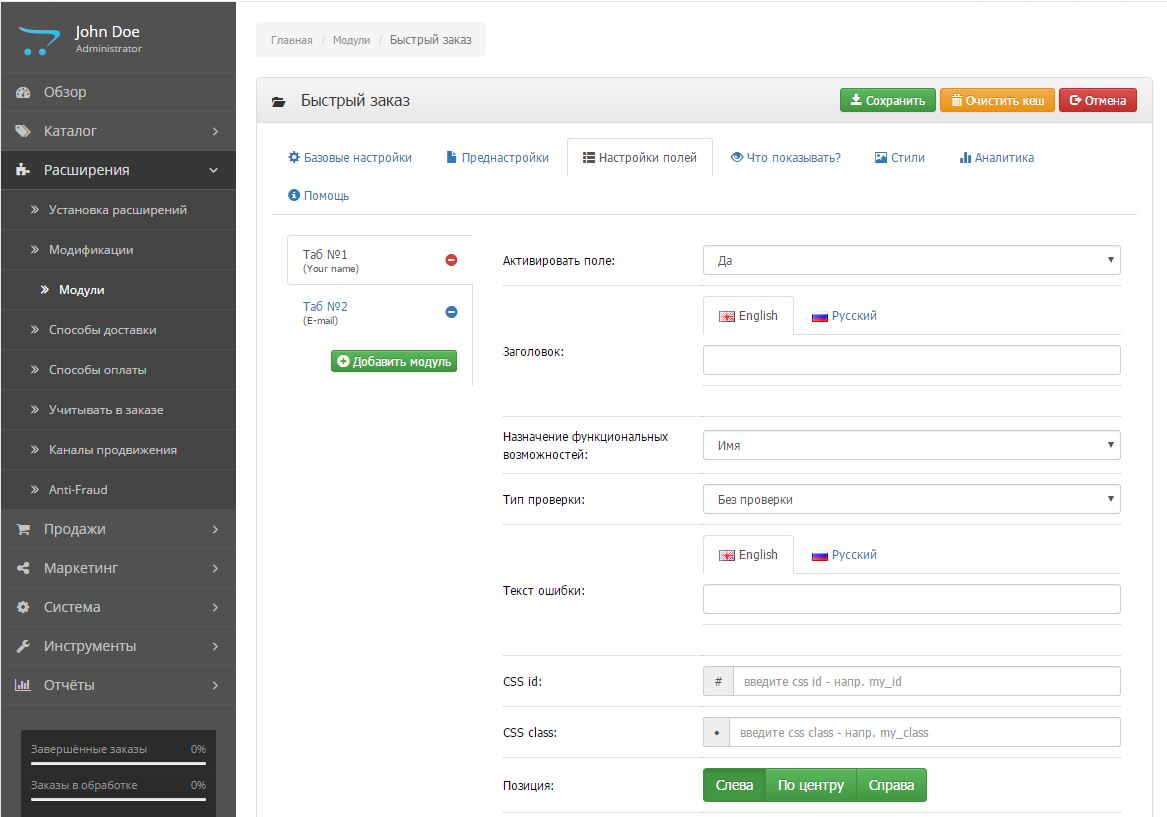 John Doe
Administrator
Обзор
Каталог
Расширения
Установка расширений
Модификации
Модули
Способы доставки
Способы оплаты
Учитывать в заказе
Каналы продвижения
Anti-Fraud
Продажи
Маркетинг
Система
Инструменты
Отчёты
Завершённые заказы 0%
Заказы в обработке 0%
Главная / Модули / Быстрый заказ
Быстрый заказ
Сохранить Очистить кеш Отмена
Базовые настройки Преднастройки Настройки полей Что показывать? Стили Аналитика
Помощь
Таб №1
(Your name)
Таб №2
(E-mail)
Добавить модуль
Активировать поле: Да
English Русский
Заголовок:
Назначение функциональных
возможностей: Имя
Тип проверки: Без проверки
English Русский
Текст ошибки:
CSS id: # введите css id - напр. my_id
CSS class: • введите css class - напр. my_class
Позиция: Слева По центру Справа